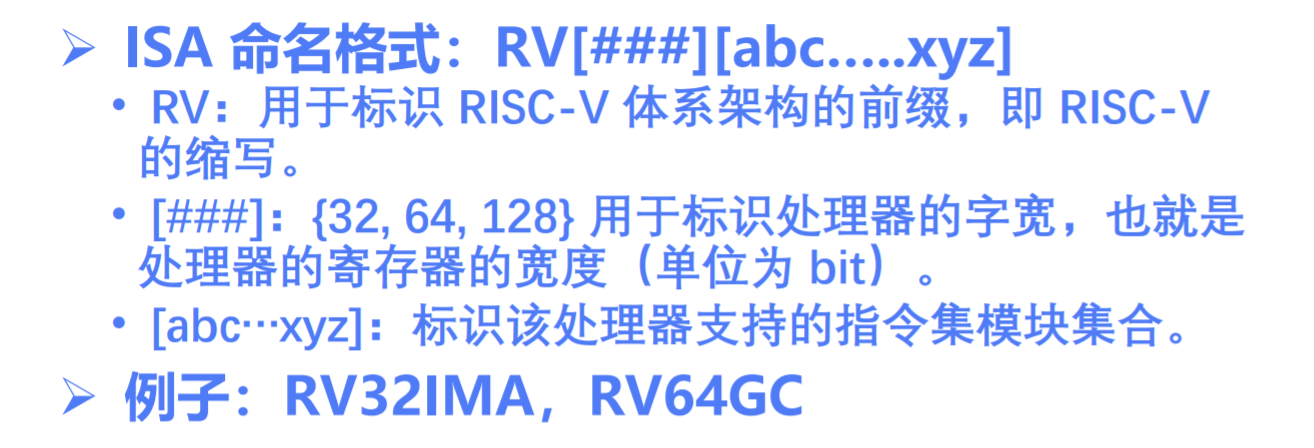 ➢ ISA 命名格式：RV[###][abc.....xyz]
• RV：用于标识 RISC-V 体系架构的前缀，即 RISC-V
的缩写。
• [###]：{32, 64, 128} 用于标识处理器的字宽，也就是
处理器的寄存器的宽度（单位为 bit）。
• [abc…xyz]：标识该处理器支持的指令集模块集合。
➢ 例子：RV32IMA，RV64GC